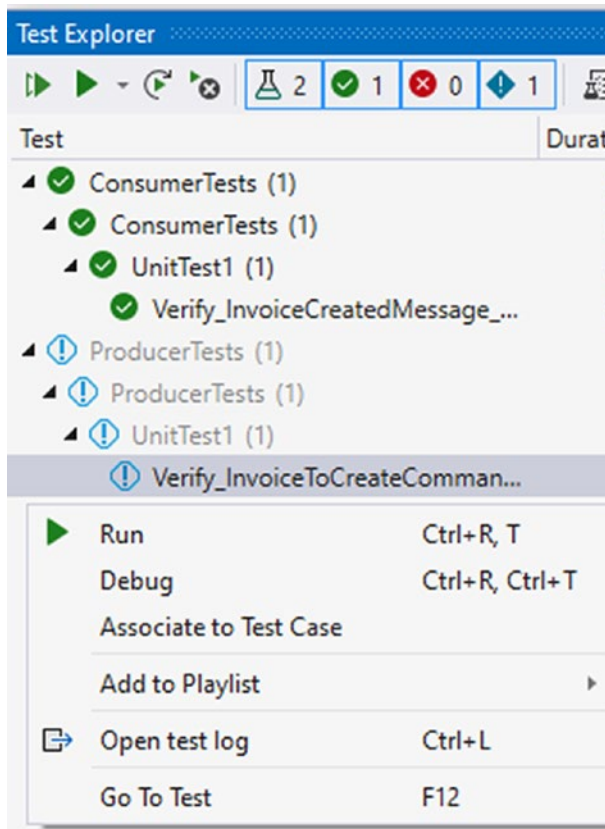 Test Explorer
2 1 0 1
Test Durat
ConsumerTests (1)
ConsumerTests (1)
UnitTest1 (1)
Verify_InvoiceCreatedMessage_...
ProducerTests (1)
ProducerTests (1)
UnitTest1 (1)
Verify_InvoiceToCreateComman...
Run Ctrl+R, T
Debug Ctrl+R, Ctrl+T
Associate to Test Case
Add to Playlist
Open test log Ctrl+L
Go To Test F12